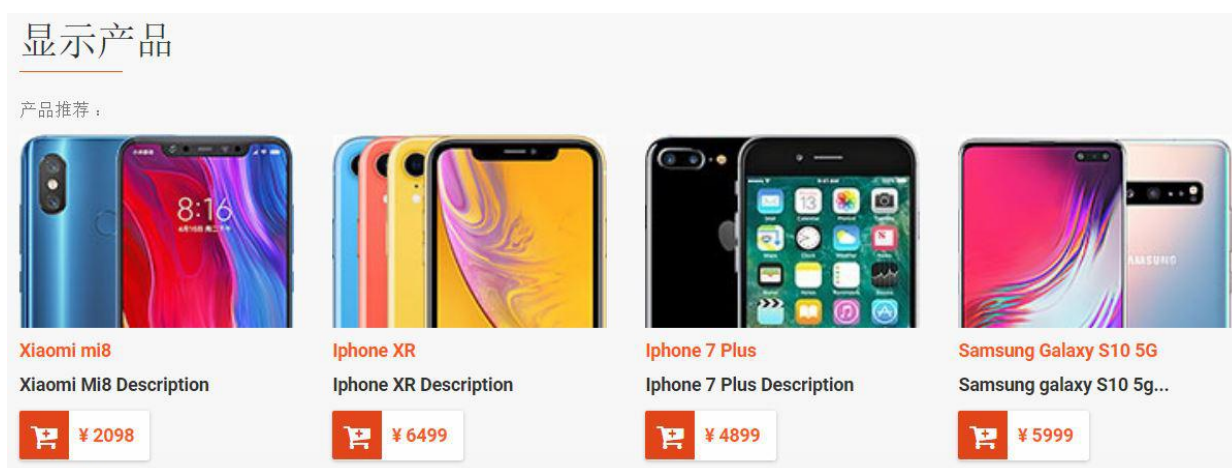 显示产品
产品推荐：
8:16
13
SAMSUNG
Xiaomi mi8
Iphone XR
Iphone 7 Plus
Samsung Galaxy S10 5G
Xiaomi Mi8 Description
Iphone XR Description
Iphone 7 Plus Description
Samsung galaxy S10 5g...
¥ 2098
¥ 6499
¥ 4899
¥ 5999